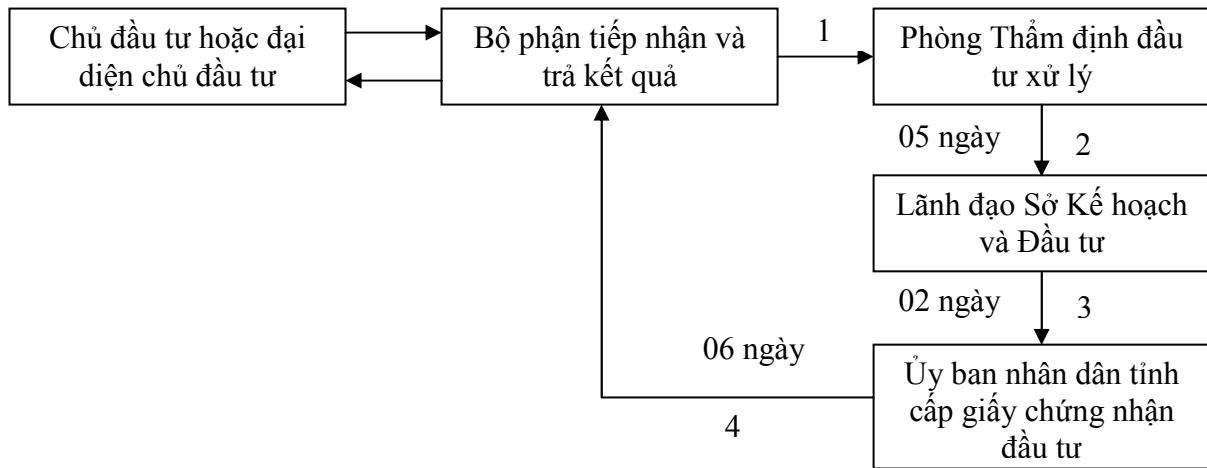 Chủ đầu tư hoặc đại
diện chủ đầu tư
Bộ phận tiếp nhận và
trả kết quả
1
Phòng Thẩm định đầu
tư xử lý
05 ngày
2
Lãnh đạo Sở Kế hoạch
và Đầu tư
02 ngày
3
Ủy ban nhân dân tỉnh
cấp giấy chứng nhận
đầu tư
06 ngày
4